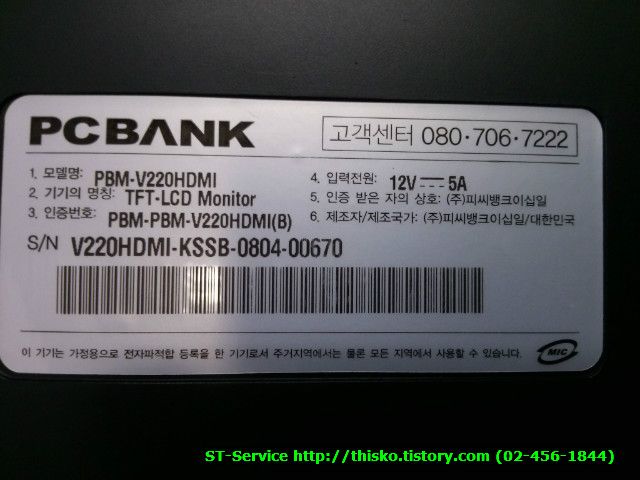 PCBANK
고객센터 080·706·7222
1. 모델명: PBM-V220HDMI
2. 기기의 명칭: TFT-LCD Monitor
3. 인증번호: PBM-PBM-V220HDMI(B)
4. 입력전원: 12V⎓5A
5. 인증 받은 자의 상호: (주)피씨뱅크이십일
6. 제조자/제조국가: (주)피씨뱅크이십일/대한민국
S/N V220HDMI-KSSB-0804-00670
이 기기는 가정용으로 전자파적합 등록을 한 기기로서 주거지역에서는 물론 모든 지역에서 사용할 수 있습니다.
MIC
ST-Service http://thisko.tistory.com (02-456-1844)